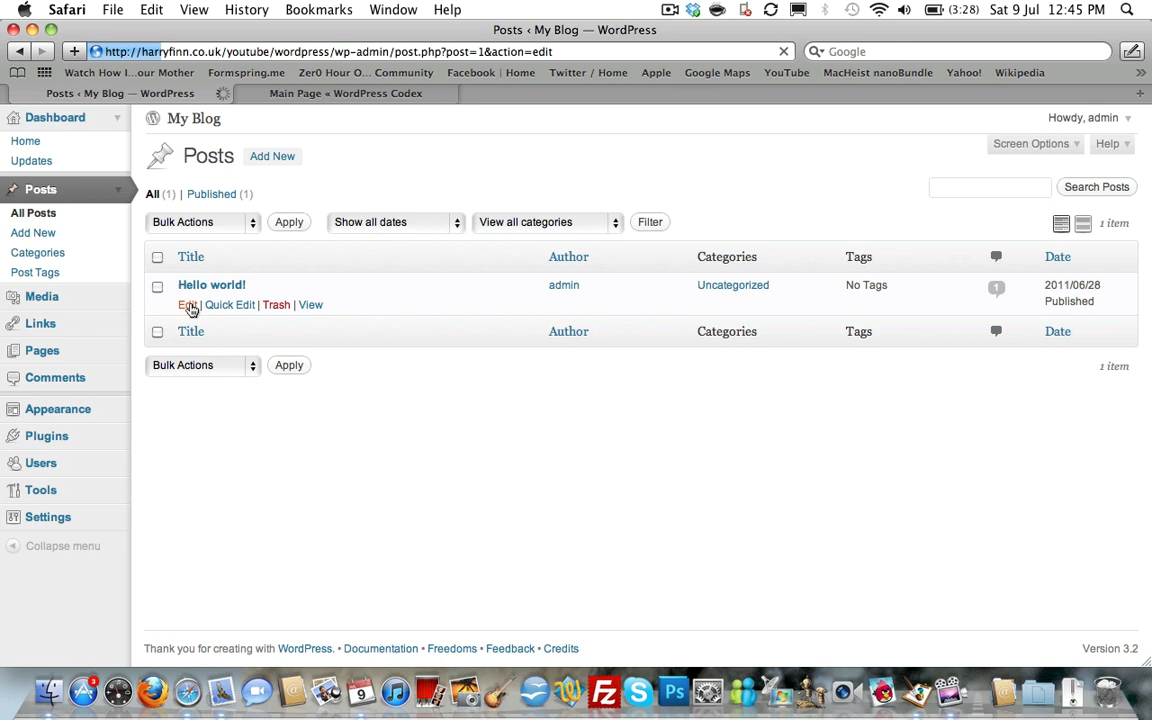 Safari File Edit View History Bookmarks Window Help (3:28) Sat 9 Jul 12:45 PM
Posts ‹ My Blog — WordPress
http://harryfinn.co.uk/youtube/wordpress/wp-admin/post.php?post=1&action=edit Google
Watch How I...our Mother Formspring.me Zer0 Hour O... Community Facebook | Home Twitter / Home Apple Google Maps YouTube MacHeist nanoBundle Yahoo! Wikipedia
Posts ‹ My Blog — WordPress Main Page « WordPress Codex
Dashboard
Home
Updates
Posts
All Posts
Add New
Categories
Post Tags
Media
Links
Pages
Comments
Appearance
Plugins
Users
Tools
Settings
Collapse menu
My Blog Howdy, admin
Posts Add New Screen Options Help
All (1) | Published (1) Search Posts
Bulk Actions Apply Show all dates View all categories Filter 1 item
Title Author Categories Tags Date
Hello world! admin Uncategorized No Tags 1 2011/06/28
Edit | Quick Edit | Trash | View Published
Title Author Categories Tags Date
Bulk Actions Apply 1 item
Thank you for creating with WordPress. • Documentation • Freedoms • Feedback • Credits Version 3.2
3 9 Fz Ps